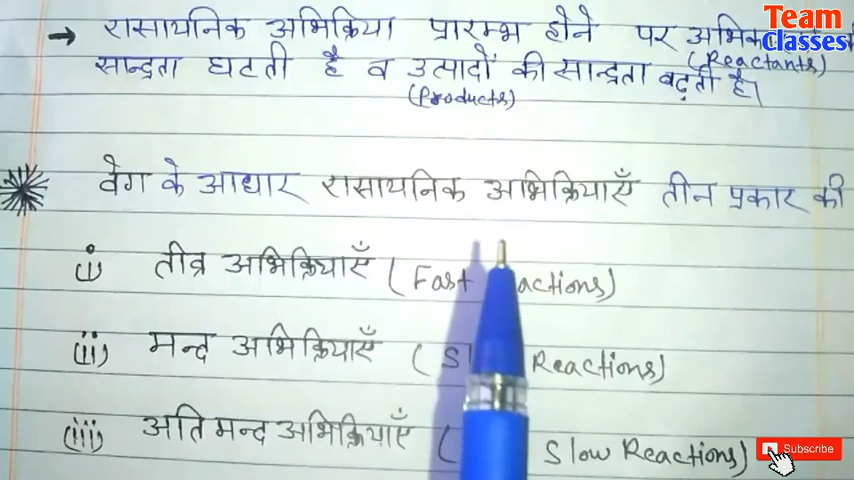 Team
Classes
→ रासायनिक अभिक्रिया प्रारम्भ होने पर
(Reactants)
सान्द्रता घटती है व उत्पादों की सान्द्रता बढ़ती है।
(Products)
वेग के आधार रासायनिक अभिक्रियाएँ तीन प्रकार की
(i) तीव्र अभिक्रियाएँ (Fast actions)
(ii) मन्द अभिक्रियाएँ (Sl Reactions)
(iii) अति मन्द अभिक्रियाएँ ( Slow Reactions)
Subscribe